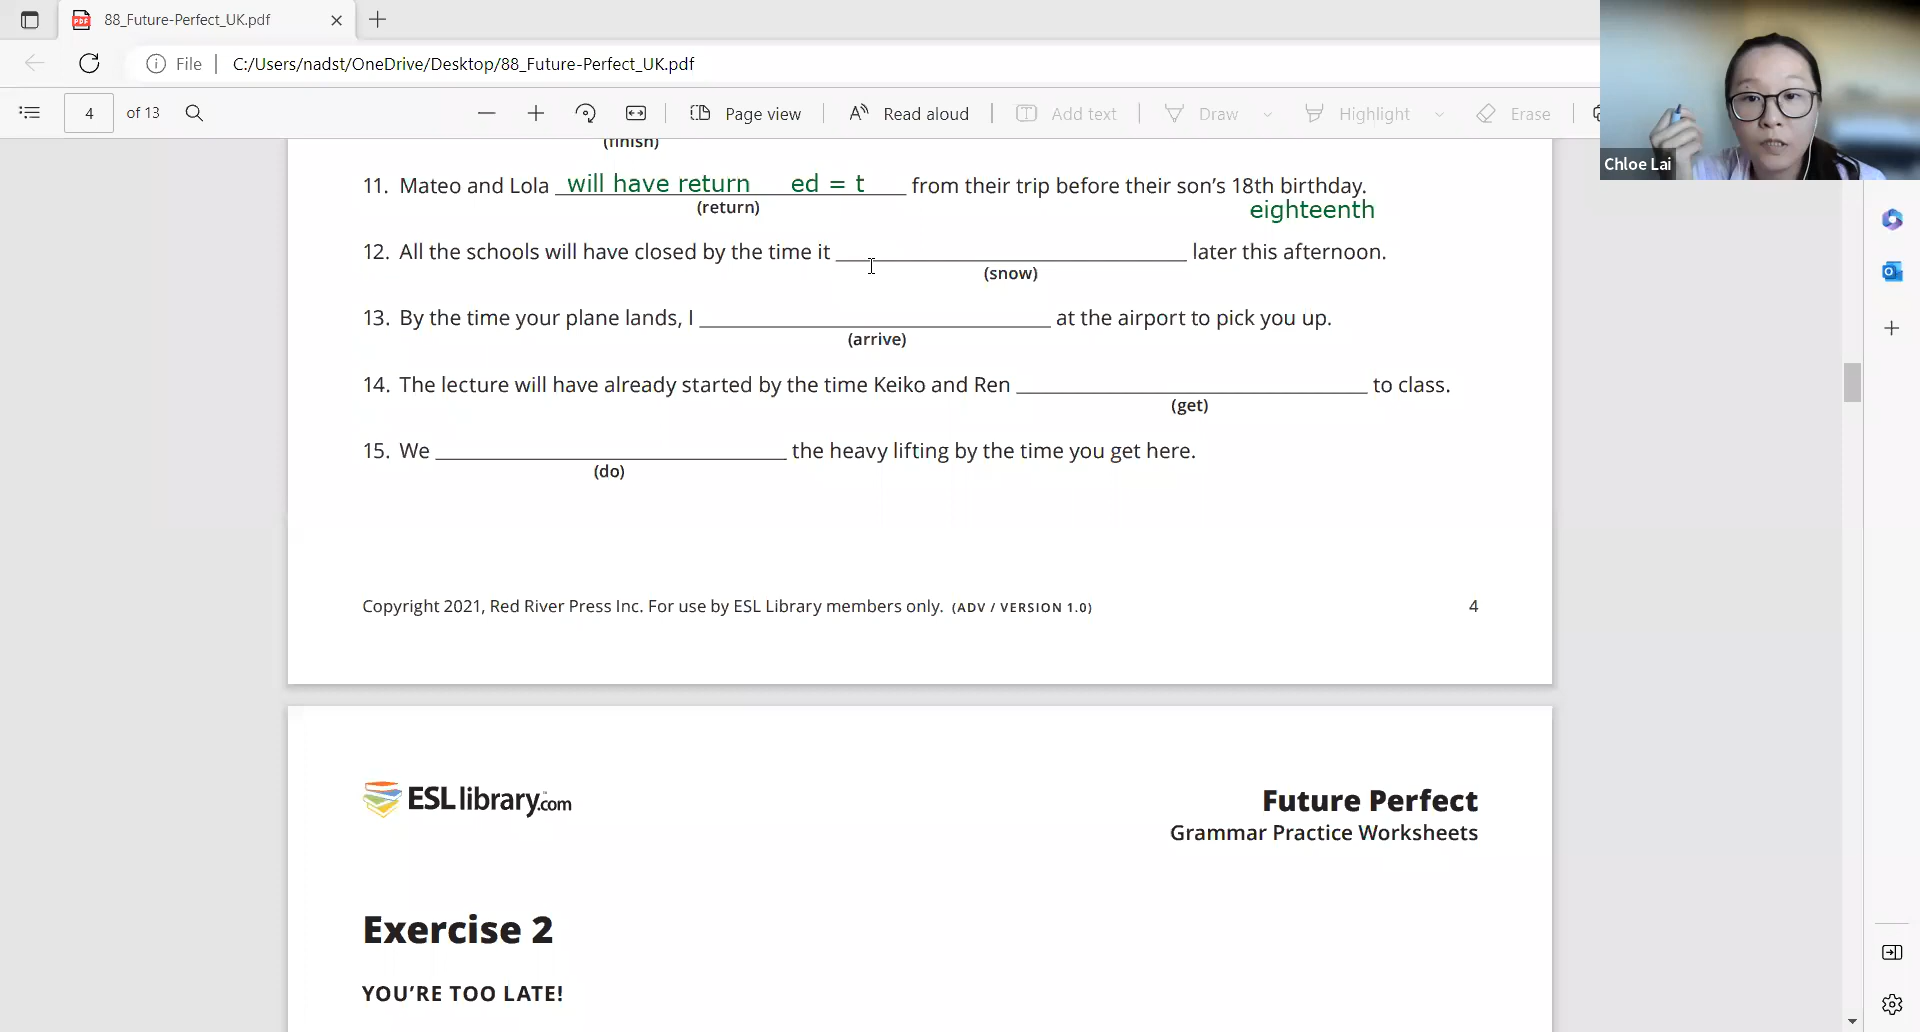 88_Future-Perfect_UK.pdf
File C:/Users/nadst/OneDrive/Desktop/88_Future-Perfect_UK.pdf
4 of 13 Page view Read aloud Add text Draw Highlight Erase
Chloe Lai
(finish)
11. Mateo and Lola will have return ed = t from their trip before their son’s 18th birthday.
(return)
eighteenth
12. All the schools will have closed by the time it ____ later this afternoon.
(snow)
13. By the time your plane lands, I ____ at the airport to pick you up.
(arrive)
14. The lecture will have already started by the time Keiko and Ren ____ to class.
(get)
15. We ____ the heavy lifting by the time you get here.
(do)
Copyright 2021, Red River Press Inc. For use by ESL Library members only. (ADV / VERSION 1.0) 4
ESL library.com
Future Perfect
Grammar Practice Worksheets
Exercise 2
YOU’RE TOO LATE!